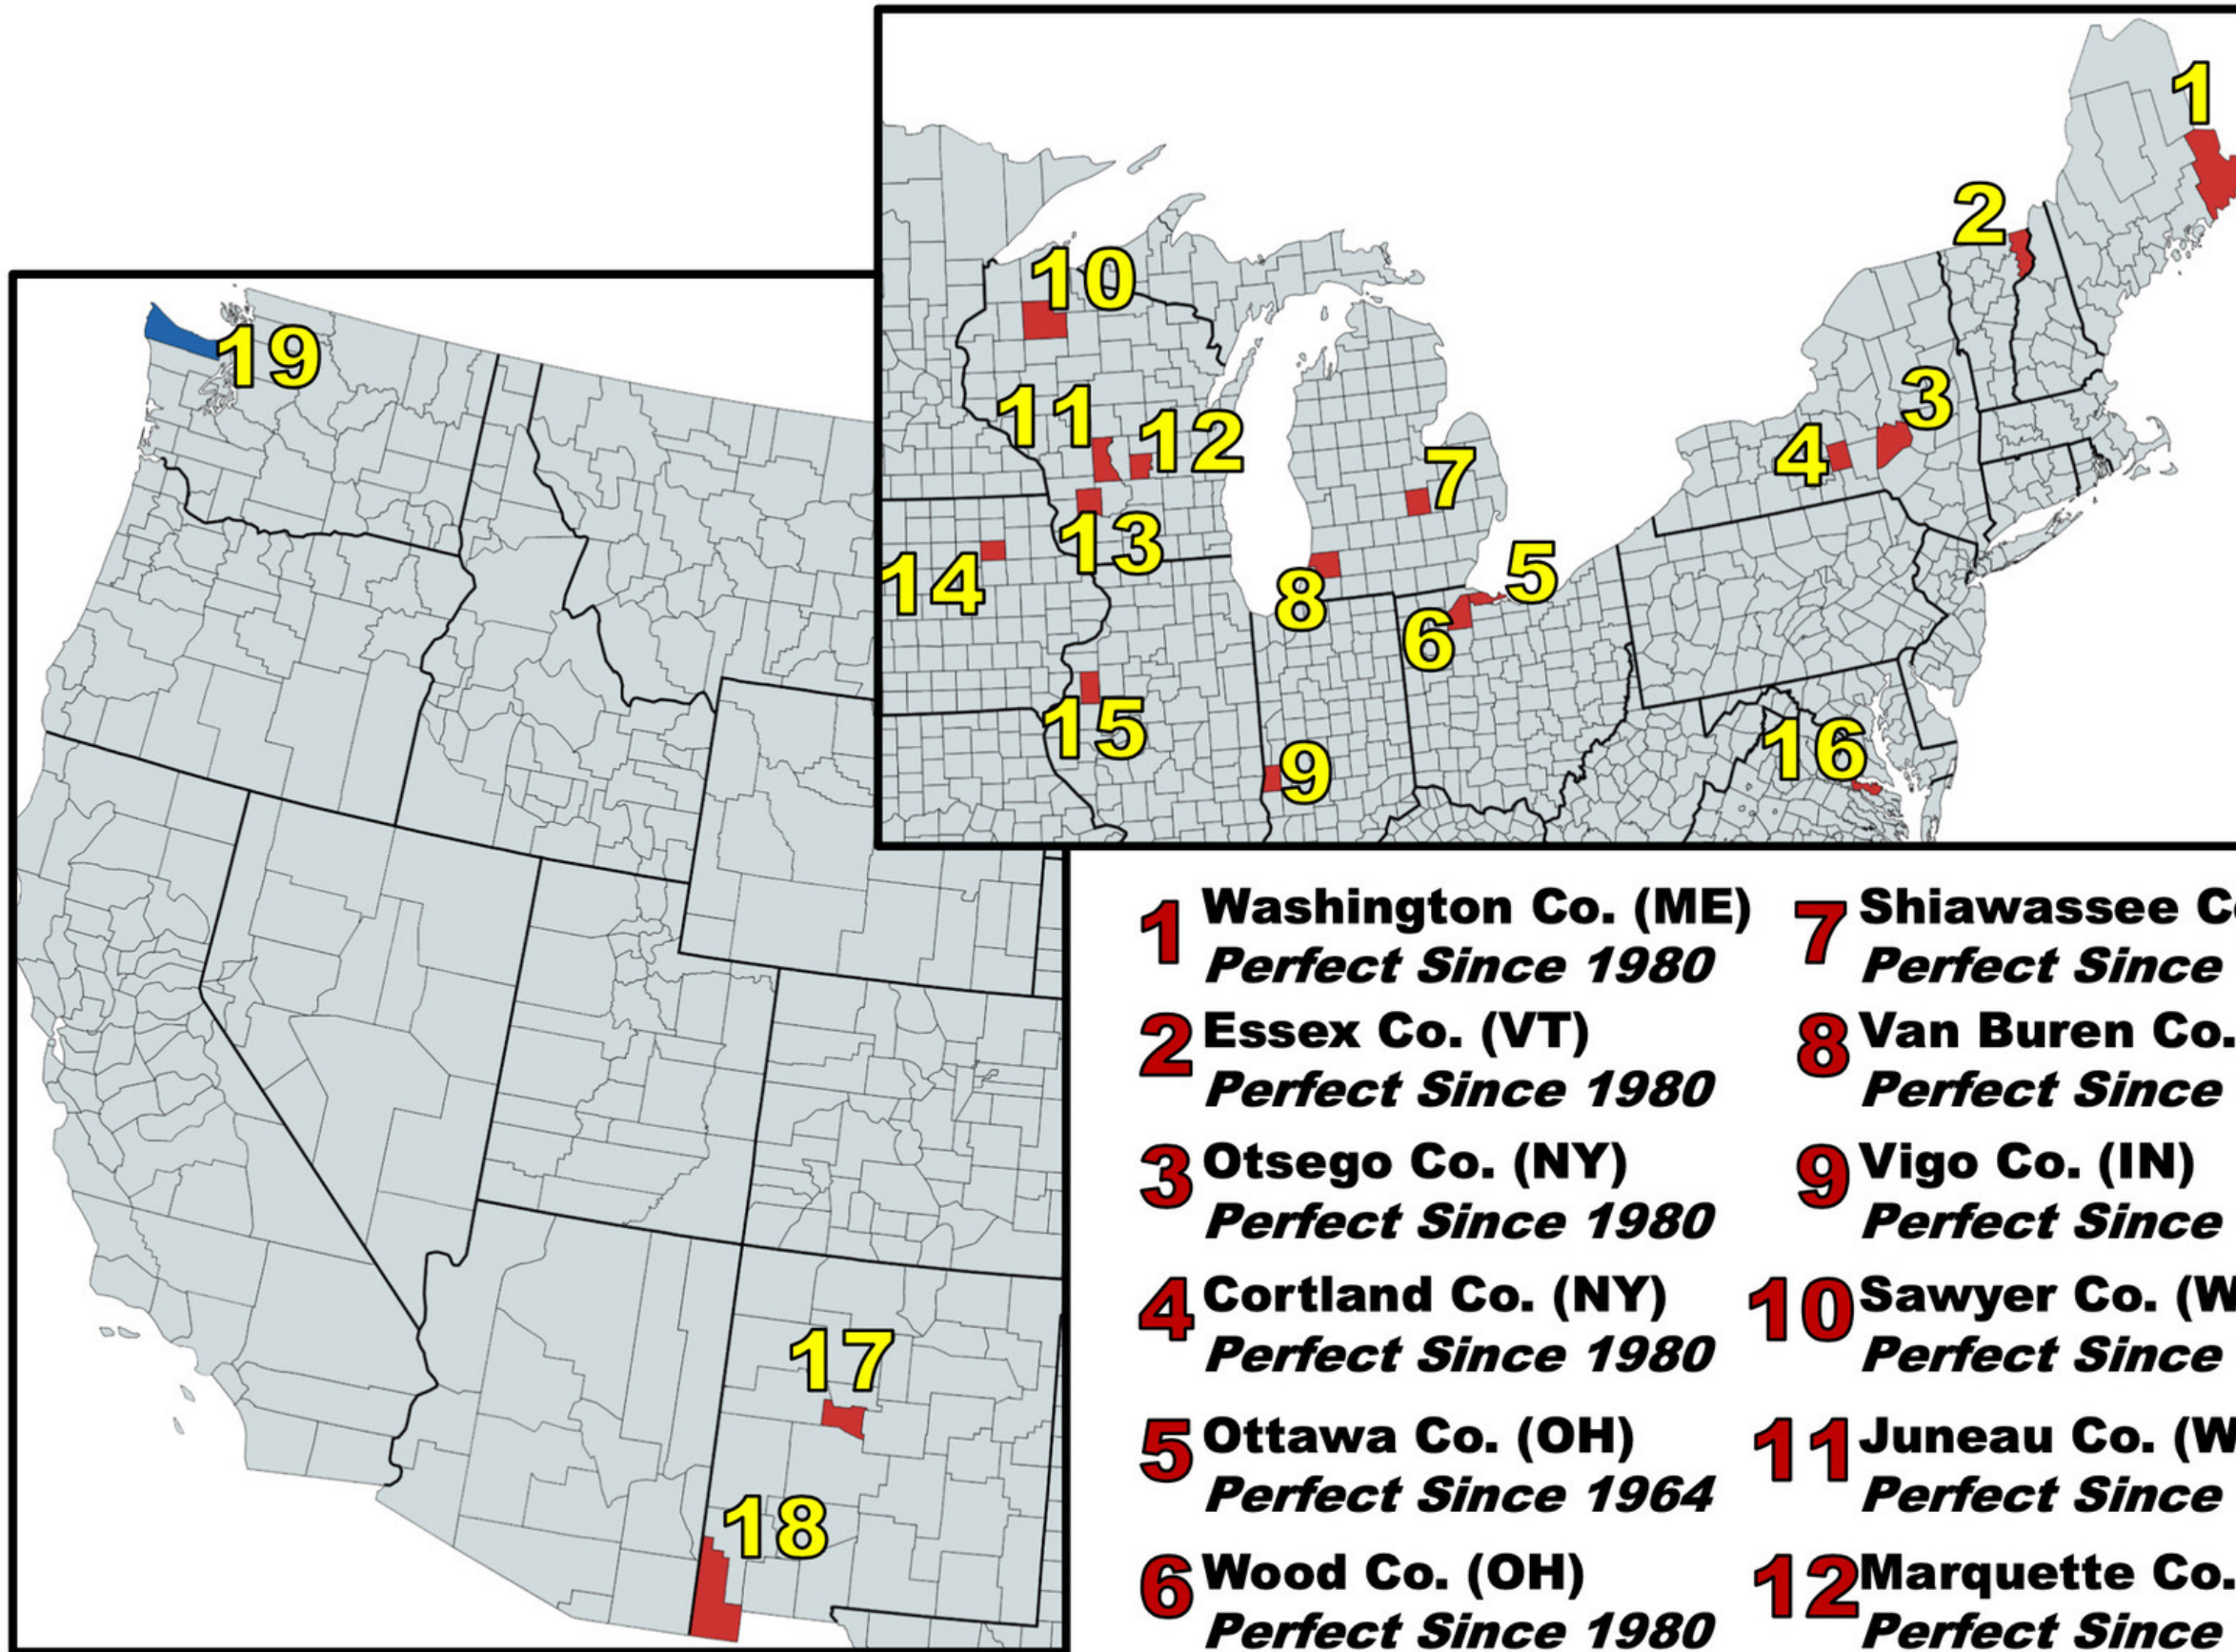 1
2
10
19
3
11
12
4
7
13
5
14
8
6
15
16
9
17
18
1 Washington Co. (ME)
Perfect Since 1980
2 Essex Co. (VT)
Perfect Since 1980
3 Otsego Co. (NY)
Perfect Since 1980
4 Cortland Co. (NY)
Perfect Since 1980
5 Ottawa Co. (OH)
Perfect Since 1964
6 Wood Co. (OH)
Perfect Since 1980
7 Shiawassee
Perfect Since
8 Van Buren Co.
Perfect Since
9 Vigo Co. (IN)
Perfect Since
10 Sawyer Co.
Perfect Since
11 Juneau Co.
Perfect Since
12 Marquette Co.
Perfect Since